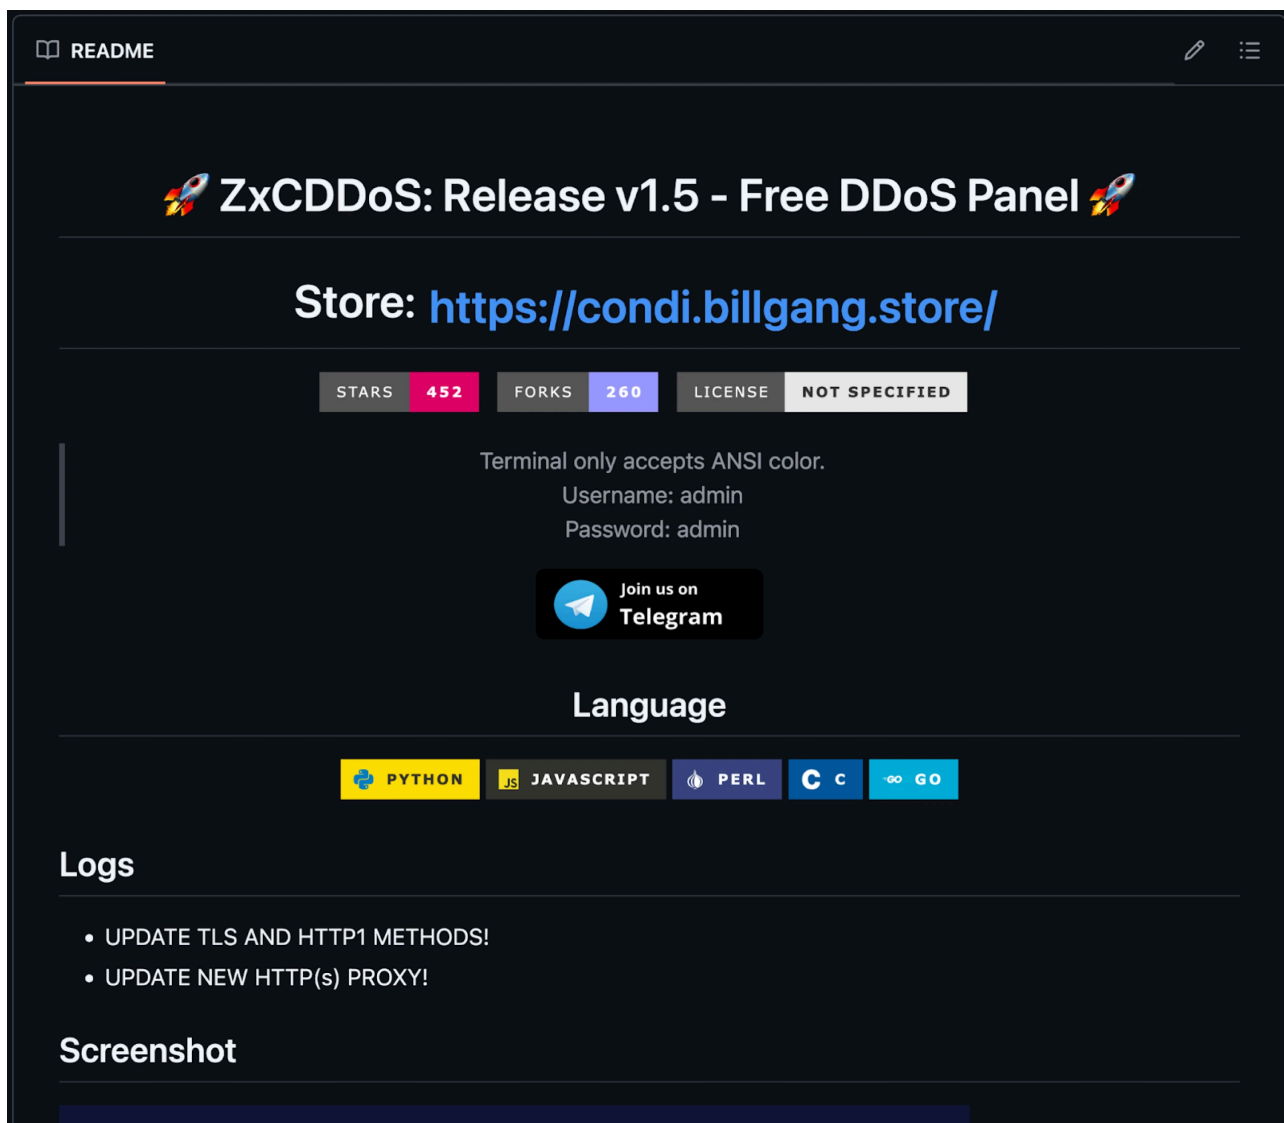 README
ZxCDDoS: Release v1.5 - Free DDoS Panel
Store: https://condi.billgang.store/
STARS 452 FORKS 260 LICENSE NOT SPECIFIED
Terminal only accepts ANSI color.
Username: admin
Password: admin
Join us on
Telegram
Language
PYTHON JS JAVASCRIPT PERL C C GO GO
Logs
• UPDATE TLS AND HTTP1 METHODS!
• UPDATE NEW HTTP(s) PROXY!
Screenshot